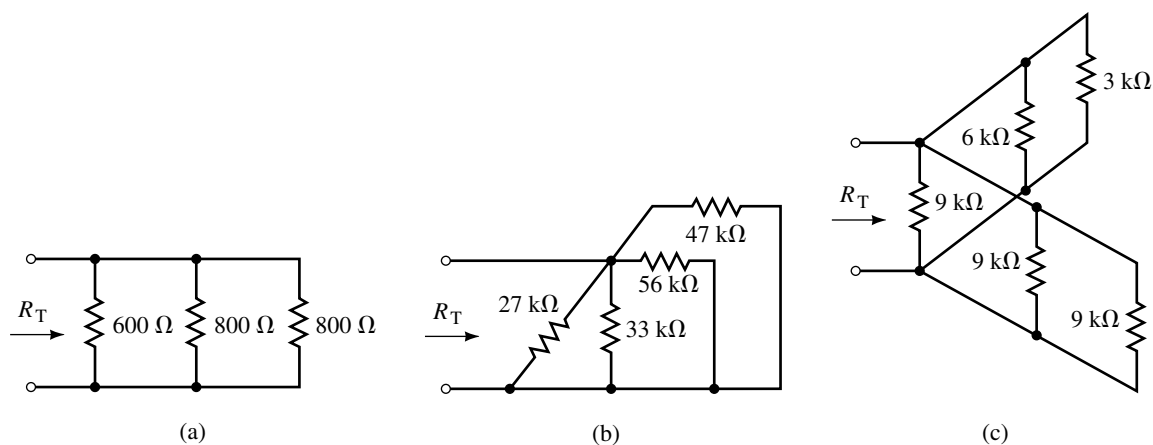 R_T
600 Ω
800 Ω
800 Ω
(a)
R_T
27 kΩ
33 kΩ
56 kΩ
47 kΩ
(b)
R_T
9 kΩ
6 kΩ
3 kΩ
9 kΩ
9 kΩ
(c)